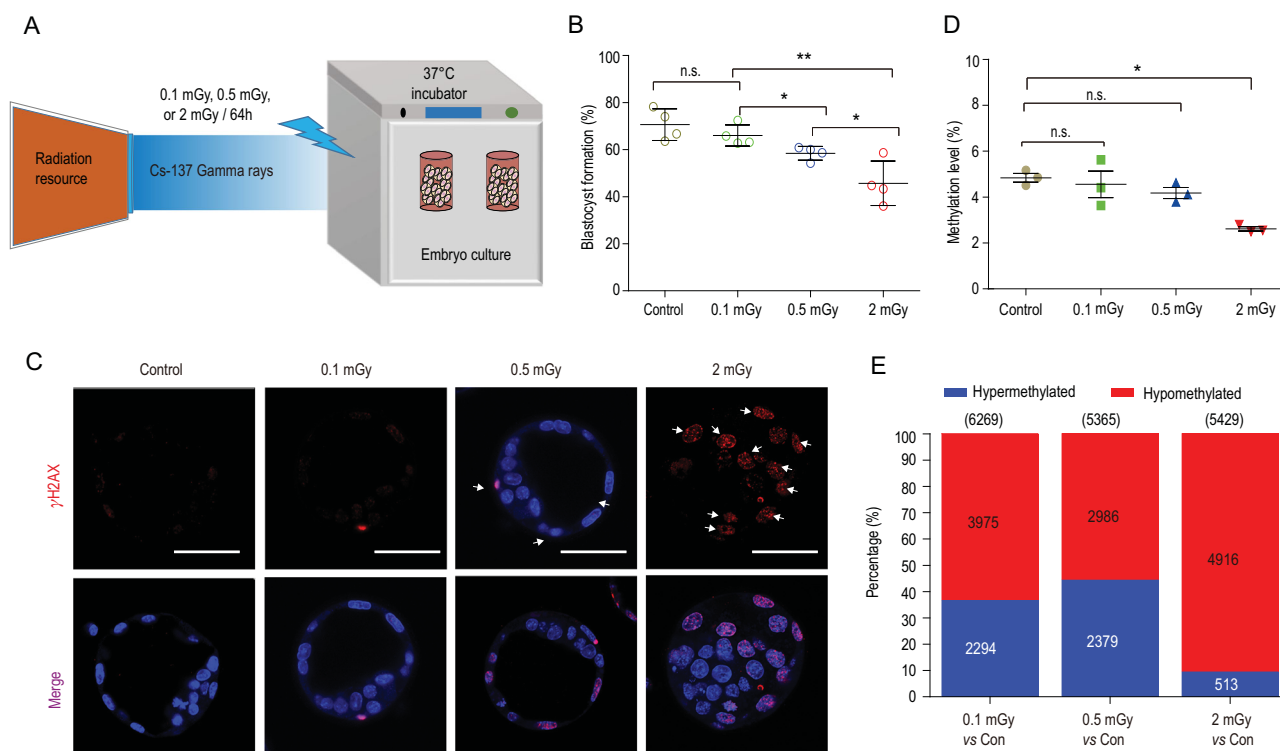 A
0.1 mGy, 0.5 mGy,
or 2 mGy / 64h
Radiation
resource
Cs-137 Gamma rays
37°C
incubator
Embryo culture
B
Blastocyst formation (%)
100
80
60
40
20
0
n.s.
**
*
*
Control
0.1 mGy
0.5 mGy
2 mGy
D
Methylation level (%)
10
8
6
4
2
0
*
n.s.
n.s.
Control
0.1 mGy
0.5 mGy
2 mGy
C
Control
0.1 mGy
0.5 mGy
2 mGy
γH2AX
Merge
E
Hypermethylated
Hypomethylated
(6269)
(5365)
(5429)
Percentage (%)
100
90
80
70
60
50
40
30
20
10
0
3975
2986
4916
2294
2379
513
0.1 mGy
vs Con
0.5 mGy
vs Con
2 mGy
vs Con